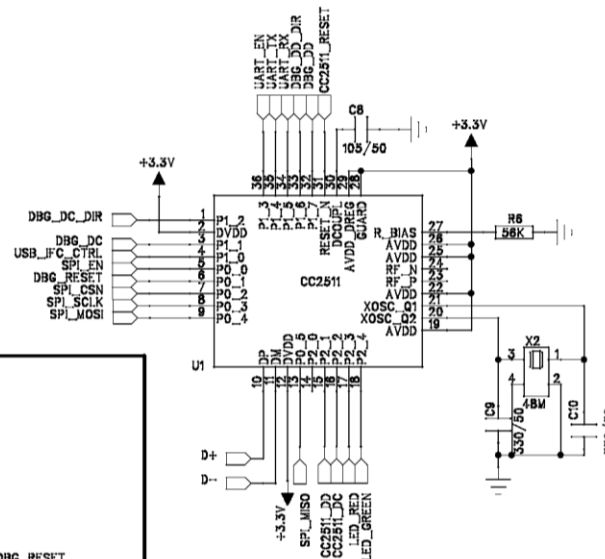 UART_EN
UART_TX
UART_RX
DBG_DD_DIR
DBG_DD
CC2511_RESET
C8
105/50
+3.3V
+3.3V
36
35
34
33
32
31
30
29
28
P1_3
P1_4
P1_5
P1_6
P1_7
RESET_N
DCOUPL
AVDD_DREG
GUARD
DBG_DC_DIR 1 P1_2
2 DVDD
DBG_DC 3 P1_1
USB_IFC_CTRL 4 P1_0
SPI_EN 5 P0_0
DBG_RESET 6 P0_1
SPI_CSN 7 P0_2
SPI_SCLK 8 P0_3
SPI_MOSI 9 P0_4
CC2511
R_BIAS 27
AVDD 26
AVDD 25
RF_N 24
RF_P 23
AVDD 22
XOSC_Q1 21
XOSC_Q2 20
AVDD 19
R6
56K
U1
DP
DM
DVDD
P0_5
P2_0
P2_1
P2_2
P2_3
P2_4
10
11
12
13
14
15
16
17
18
X2
3 1
4 2
48M
C9
330/50
C10
D+
D-
+3.3V
SPI_MISO
CC2511_DD
CC2511_DC
LED_RED
LED_GREEN